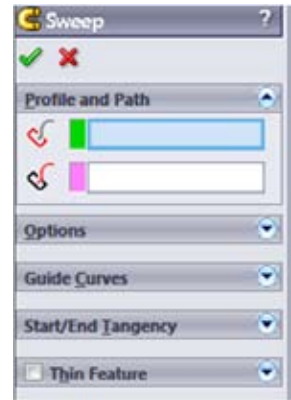 Sweep ?
Profile and Path
Options
Guide Curves
Start/End Tangency
Thin Feature